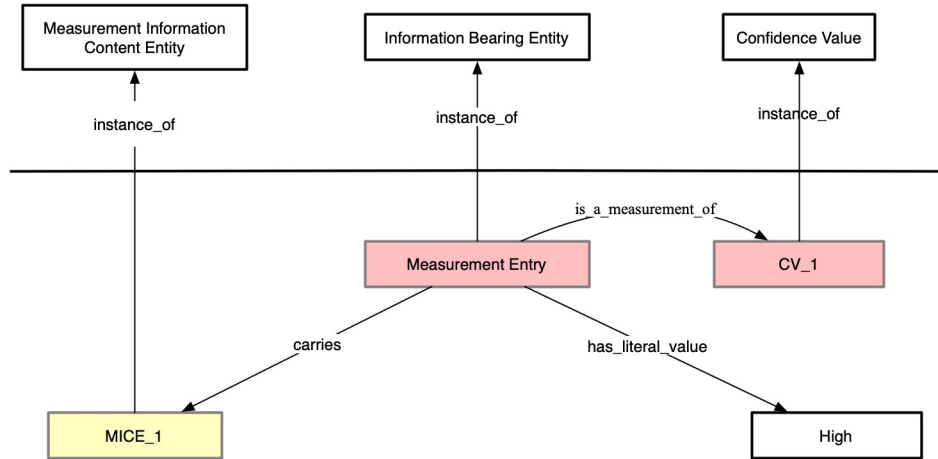 Measurement Information
Content Entity
Information Bearing Entity
Confidence Value
instance_of
instance_of
instance_of
is_a_measurement_of
Measurement Entry
CV_1
carries
has_literal_value
MICE_1
High